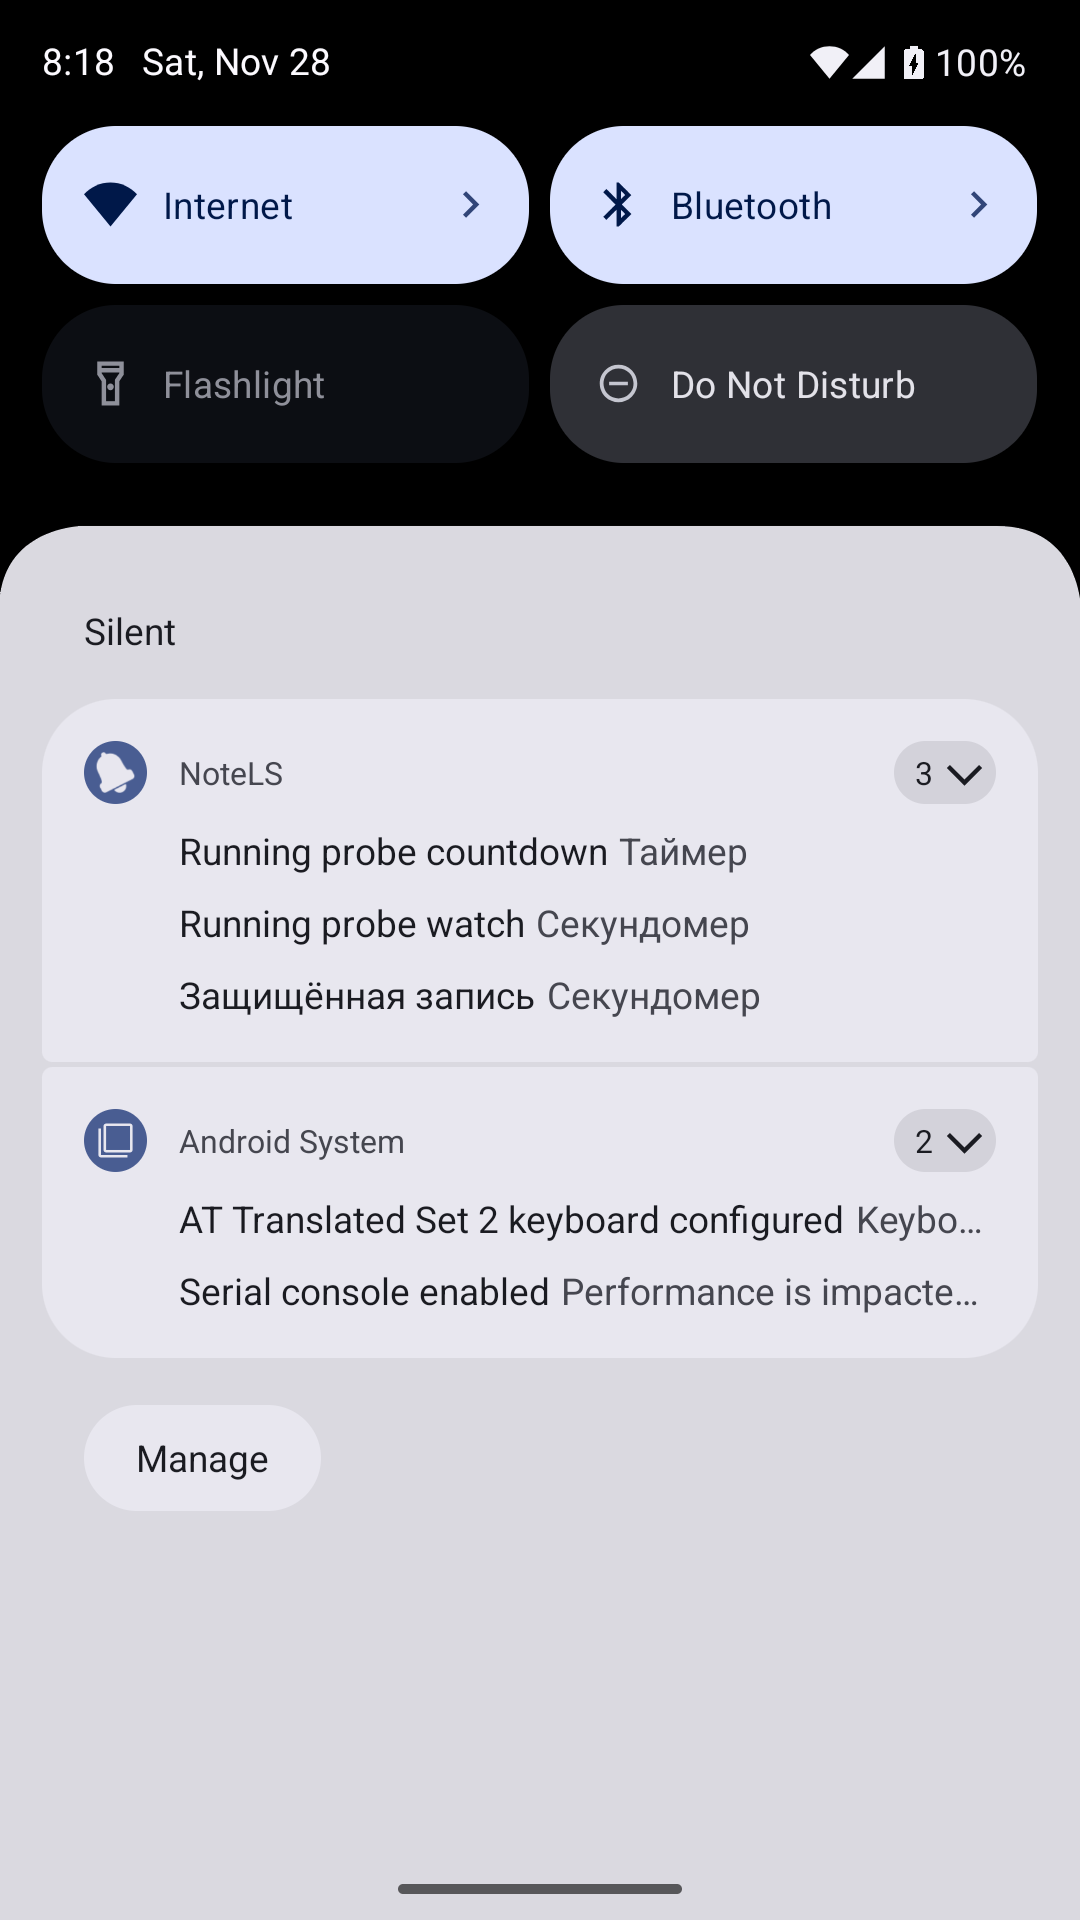 8:18 Sat, Nov 28 100%
Internet
Bluetooth
Flashlight
Do Not Disturb
Silent
NoteLS 3
Running probe countdown Таймер
Running probe watch Секундомер
Защищённая запись Секундомер
Android System 2
AT Translated Set 2 keyboard configured Keybo…
Serial console enabled Performance is impacte…
Manage